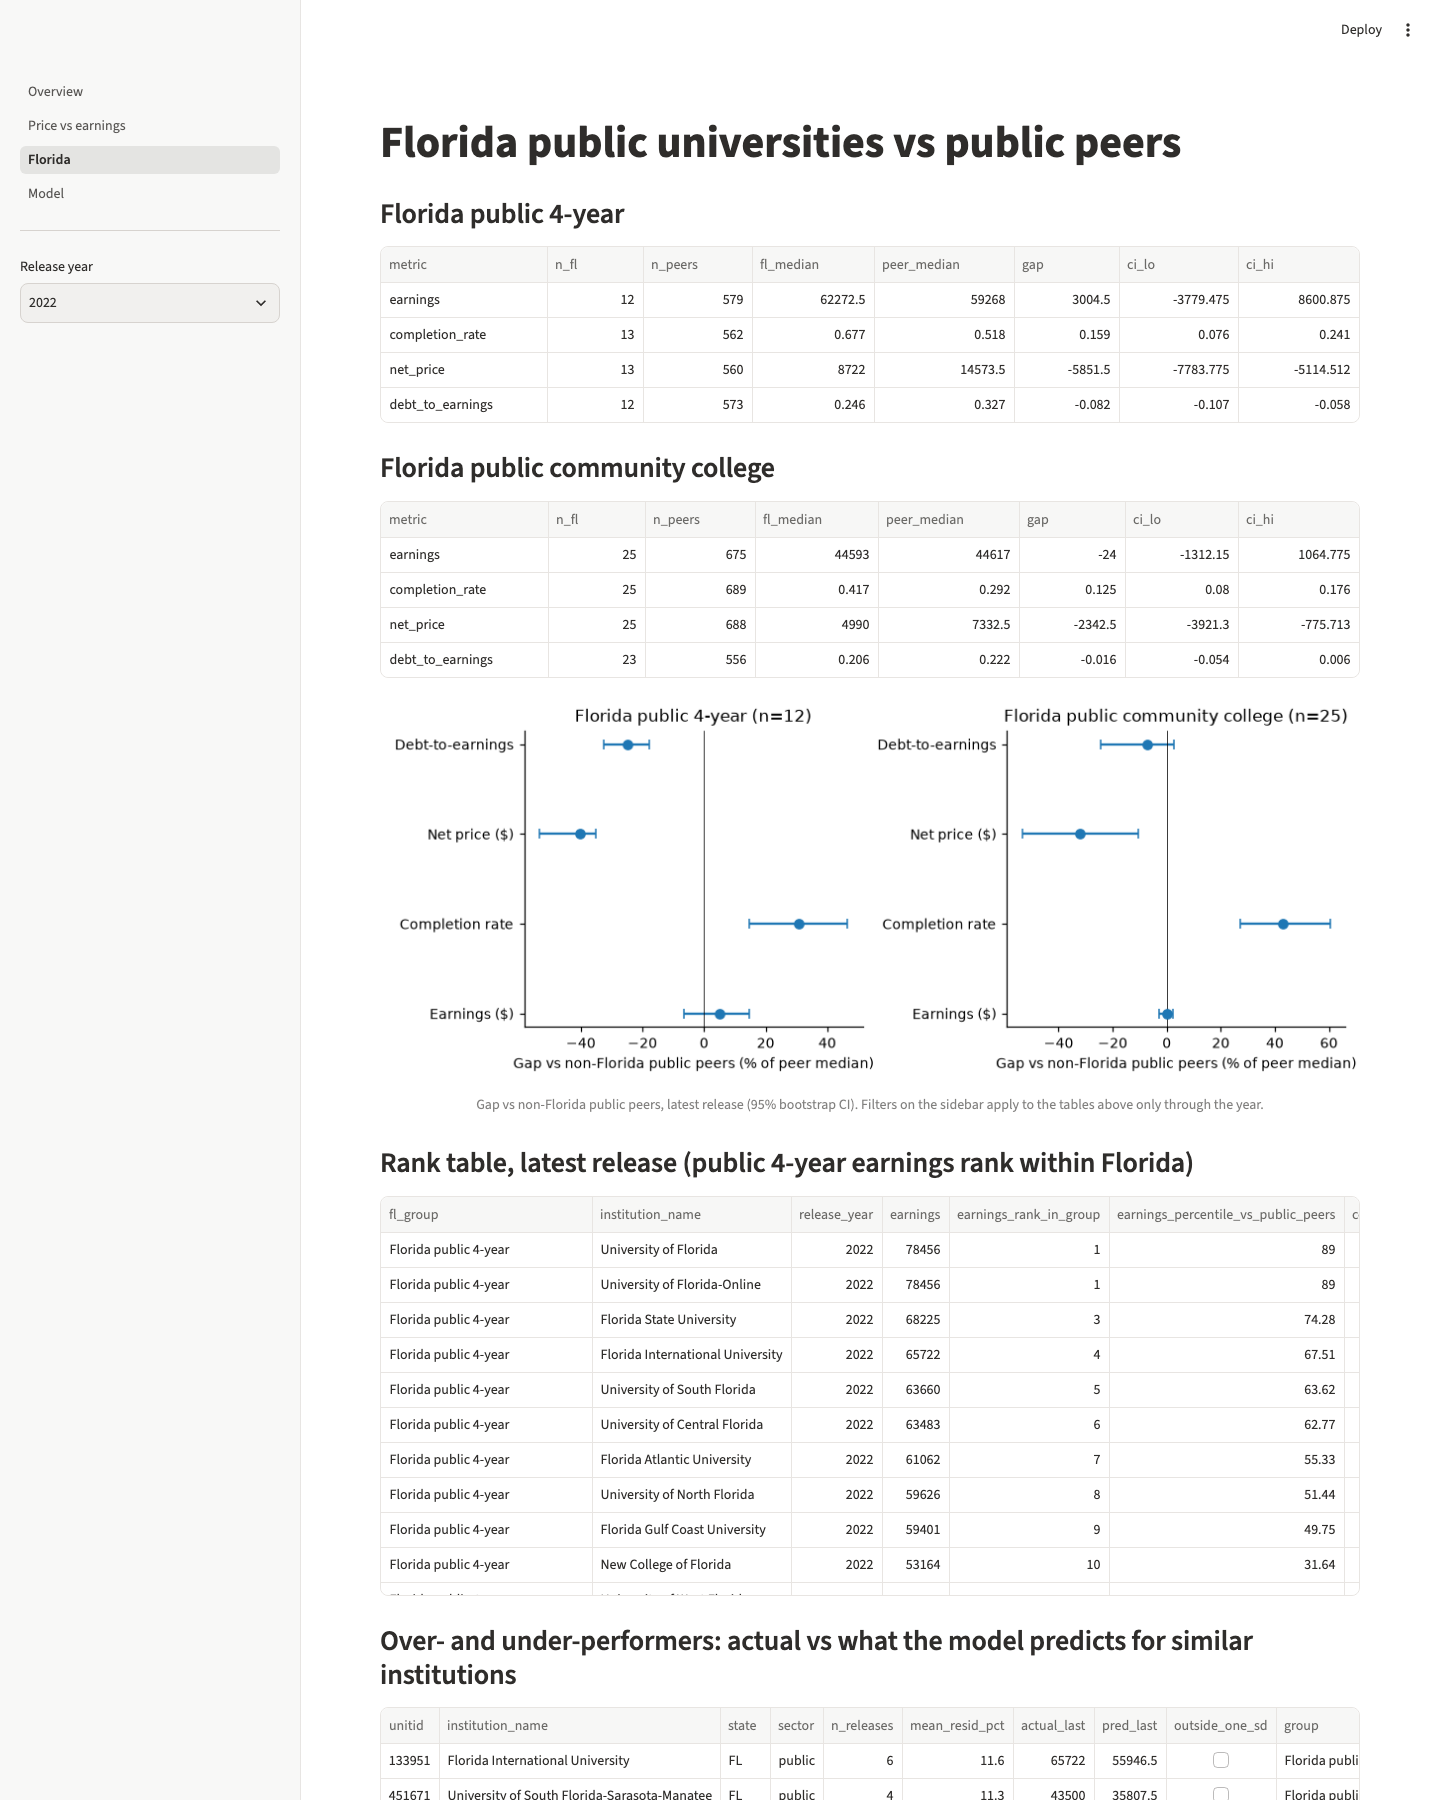 Deploy
Overview
Price vs earnings
Florida
Model
Release year
2022
Florida public universities vs public peers
Florida public 4-year
metric n_fl n_peers fl_median peer_median gap ci_lo ci_hi
earnings 12 579 62272.5 59268 3004.5 -3779.475 8600.875
completion_rate 13 562 0.677 0.518 0.159 0.076 0.241
net_price 13 560 8722 14573.5 -5851.5 -7783.775 -5114.512
debt_to_earnings 12 573 0.246 0.327 -0.082 -0.107 -0.058
Florida public community college
metric n_fl n_peers fl_median peer_median gap ci_lo ci_hi
earnings 25 675 44593 44617 -24 -1312.15 1064.775
completion_rate 25 689 0.417 0.292 0.125 0.08 0.176
net_price 25 688 4990 7332.5 -2342.5 -3921.3 -775.713
debt_to_earnings 23 556 0.206 0.222 -0.016 -0.054 0.006
Florida public 4-year (n=12)
Debt-to-earnings
Net price ($)
Completion rate
Earnings ($)
−40 −20 0 20 40
Gap vs non-Florida public peers (% of peer median)
Florida public community college (n=25)
Debt-to-earnings
Net price ($)
Completion rate
Earnings ($)
−40 −20 0 20 40 60
Gap vs non-Florida public peers (% of peer median)
Gap vs non-Florida public peers, latest release (95% bootstrap CI). Filters on the sidebar apply to the tables above only through the year.
Rank table, latest release (public 4-year earnings rank within Florida)
fl_group institution_name release_year earnings earnings_rank_in_group earnings_percentile_vs_public_peers
Florida public 4-year University of Florida 2022 78456 1 89
Florida public 4-year University of Florida-Online 2022 78456 1 89
Florida public 4-year Florida State University 2022 68225 3 74.28
Florida public 4-year Florida International University 2022 65722 4 67.51
Florida public 4-year University of South Florida 2022 63660 5 63.62
Florida public 4-year University of Central Florida 2022 63483 6 62.77
Florida public 4-year Florida Atlantic University 2022 61062 7 55.33
Florida public 4-year University of North Florida 2022 59626 8 51.44
Florida public 4-year Florida Gulf Coast University 2022 59401 9 49.75
Florida public 4-year New College of Florida 2022 53164 10 31.64
Over- and under-performers: actual vs what the model predicts for similar
institutions
unitid institution_name state sector n_releases mean_resid_pct actual_last pred_last outside_one_sd group
133951 Florida International University FL public 6 11.6 65722 55946.5 Florida publi
451671 University of South Florida-Sarasota-Manatee FL public 4 11.3 43500 35807.5 Florida publi